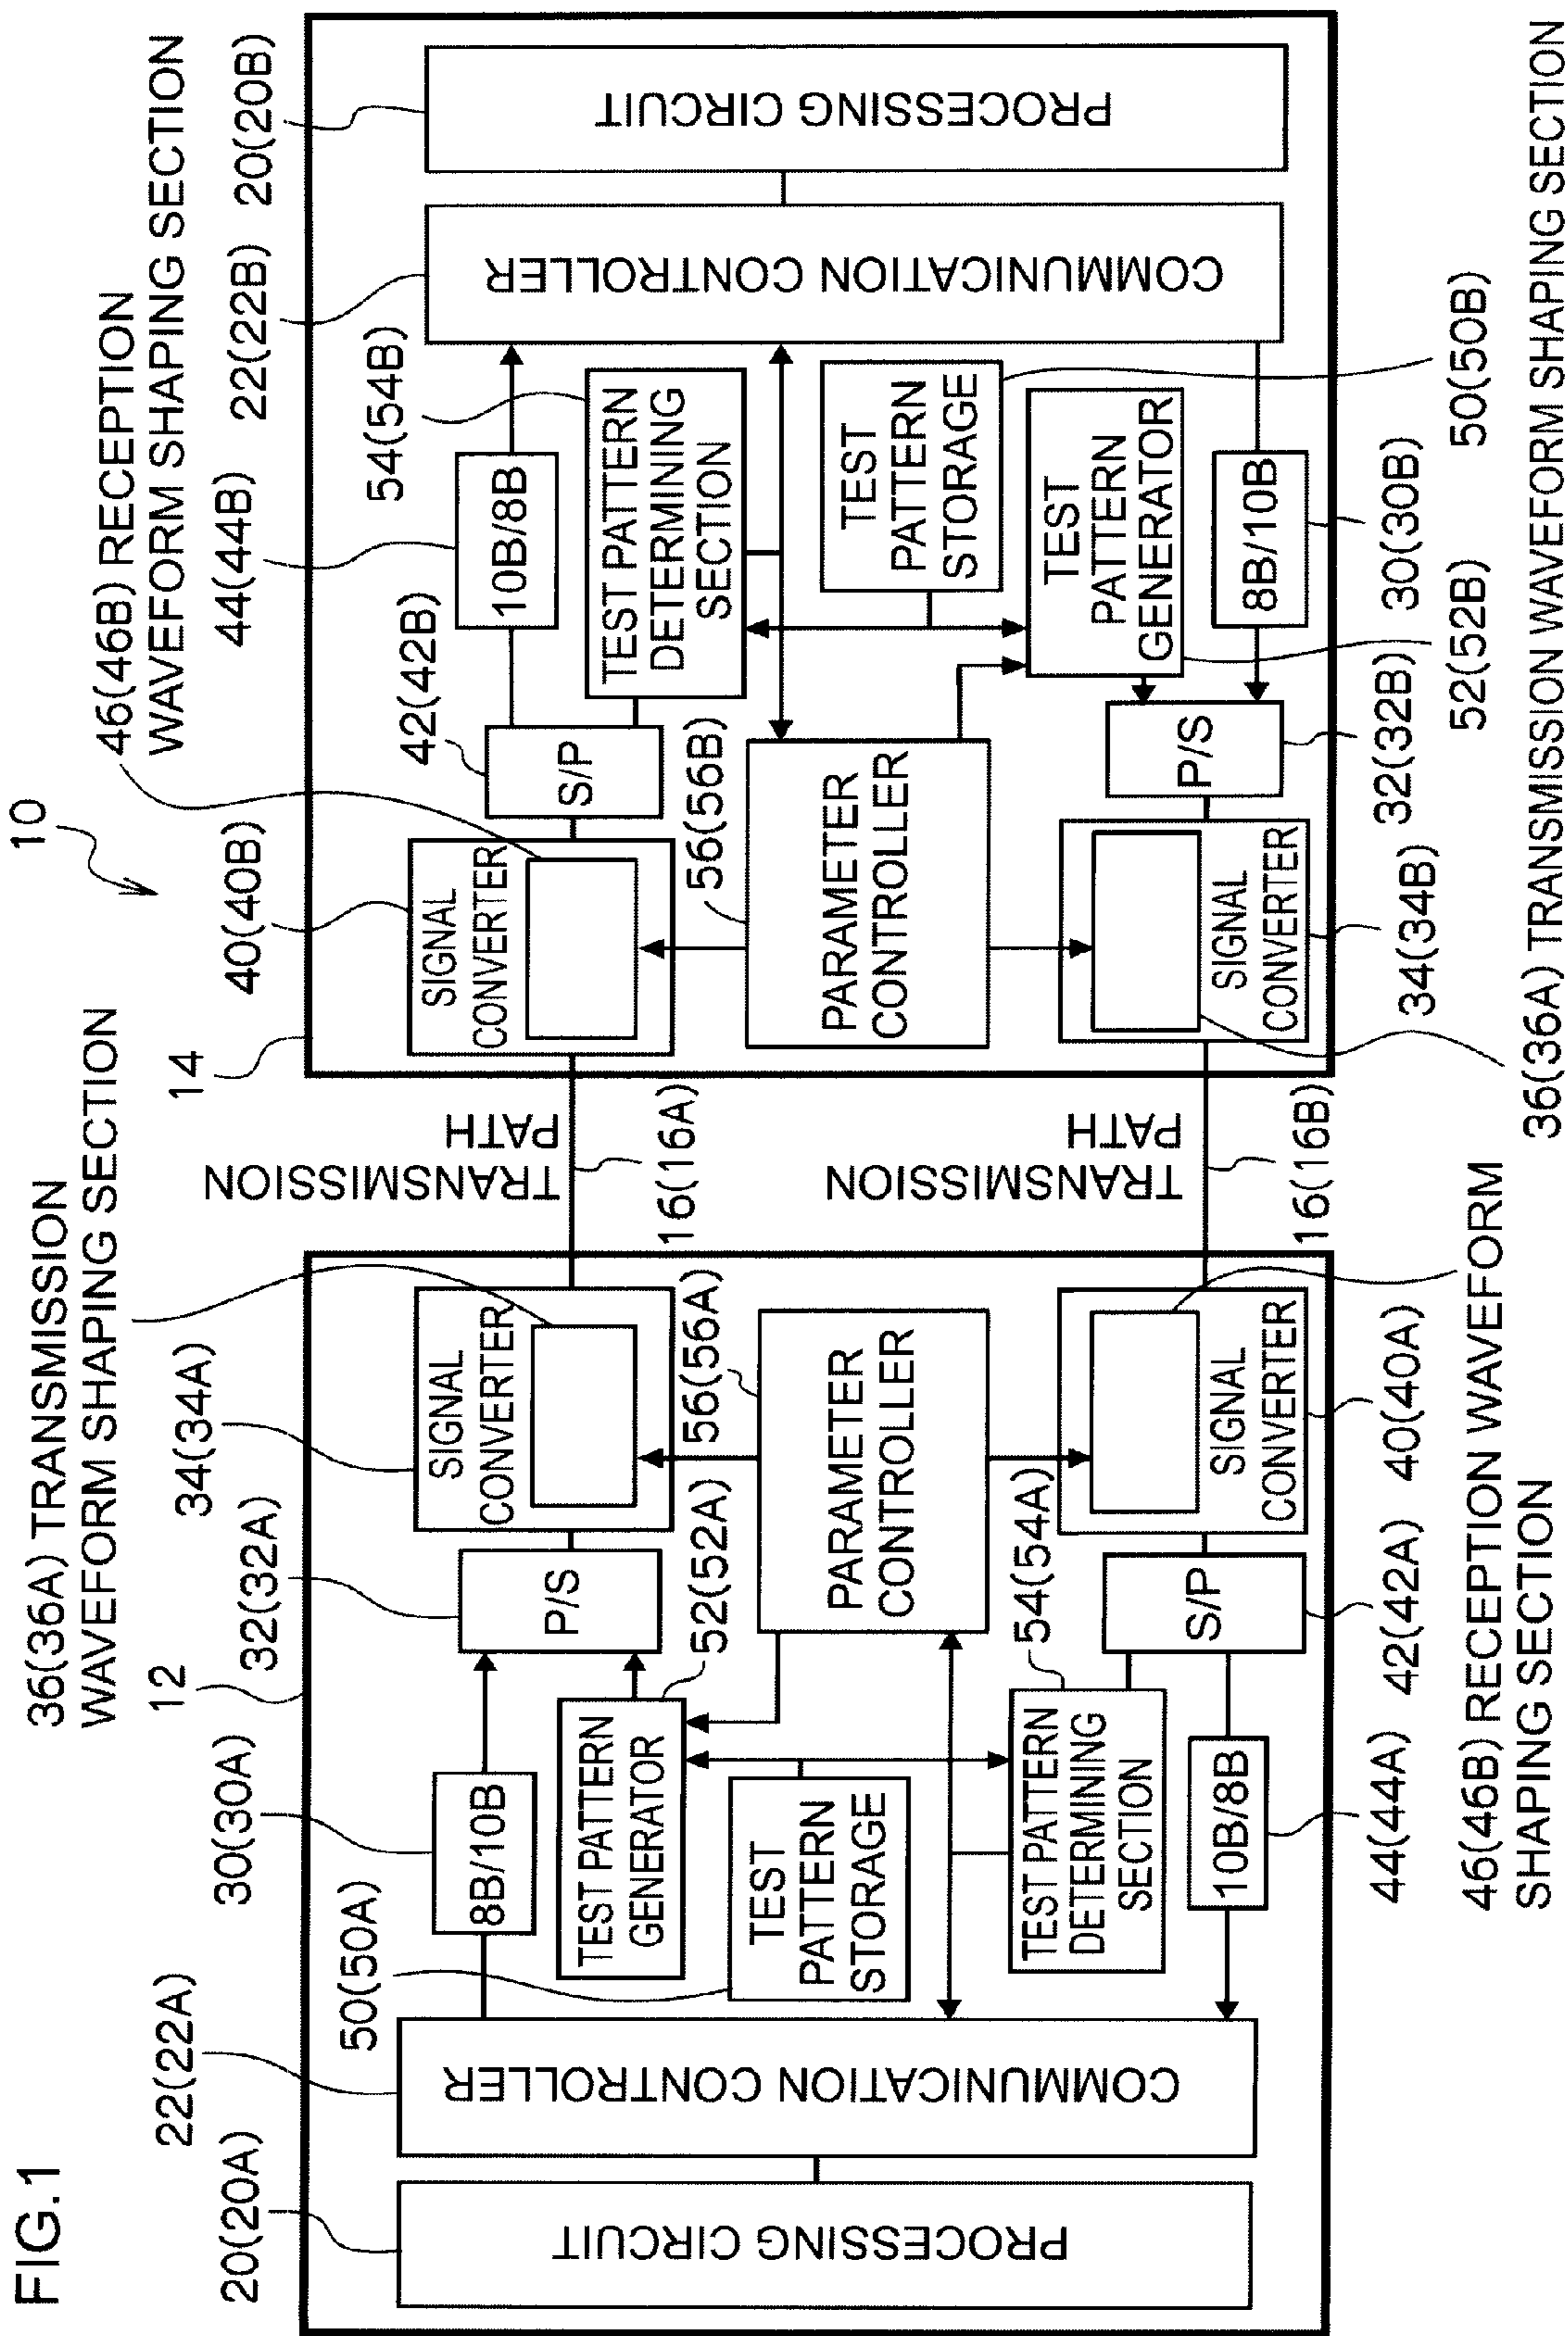 FIG.1
10
36(36A) TRANSMISSION
WAVEFORM SHAPING SECTION
46(46B) RECEPTION
WAVEFORM SHAPING SECTION
12
14
20(20A)
22(22A)
30(30A)
32(32A)
34(34A)
40(40B)
42(42B)
44(44B)
22(22B)
20(20B)
PROCESSING CIRCUIT
COMMUNICATION CONTROLLER
8B/10B
P/S
SIGNAL
CONVERTER
TEST PATTERN
GENERATOR
52(52A)
50(50A)
TEST
PATTERN
STORAGE
56(56A)
PARAMETER
CONTROLLER
54(54A)
TEST PATTERN
DETERMINING
SECTION
S/P
10B/8B
SIGNAL
CONVERTER
44(44A)
42(42A)
40(40A)
46(46B) RECEPTION WAVEFORM
SHAPING SECTION
TRANSMISSION
PATH
16(16A)
TRANSMISSION
PATH
16(16B)
SIGNAL
CONVERTER
S/P
10B/8B
54(54B)
TEST PATTERN
DETERMINING
SECTION
56(56B)
PARAMETER
CONTROLLER
TEST
PATTERN
STORAGE
TEST
PATTERN
GENERATOR
SIGNAL
CONVERTER
P/S
8B/10B
COMMUNICATION CONTROLLER
PROCESSING CIRCUIT
34(34B)
32(32B)
30(30B)
52(52B)
50(50B)
36(36A) TRANSMISSION WAVEFORM SHAPING SECTION